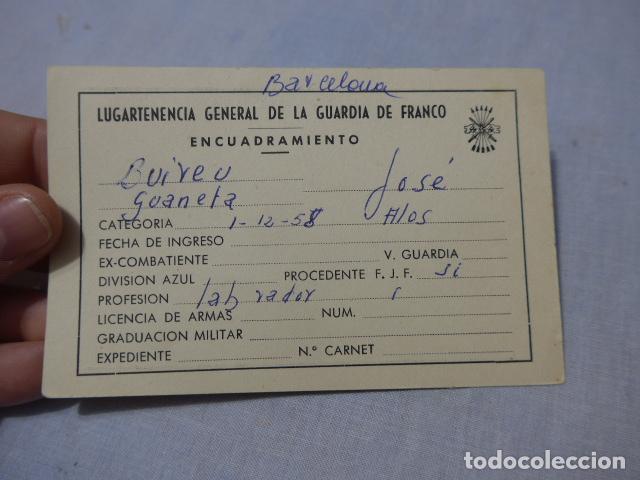 Barcelona
LUGARTENENCIA GENERAL DE LA GUARDIA DE FRANCO
ENCUADRAMIENTO
Buireu José
Guaneta Alos
CATEGORIA 1-12-58
FECHA DE INGRESO
EX-COMBATIENTE V. GUARDIA
DIVISION AZUL PROCEDENTE F. J. F. si
PROFESION labrador
LICENCIA DE ARMAS NUM.
GRADUACION MILITAR
EXPEDIENTE N.º CARNET
todocoleccion
todocoleccion.net